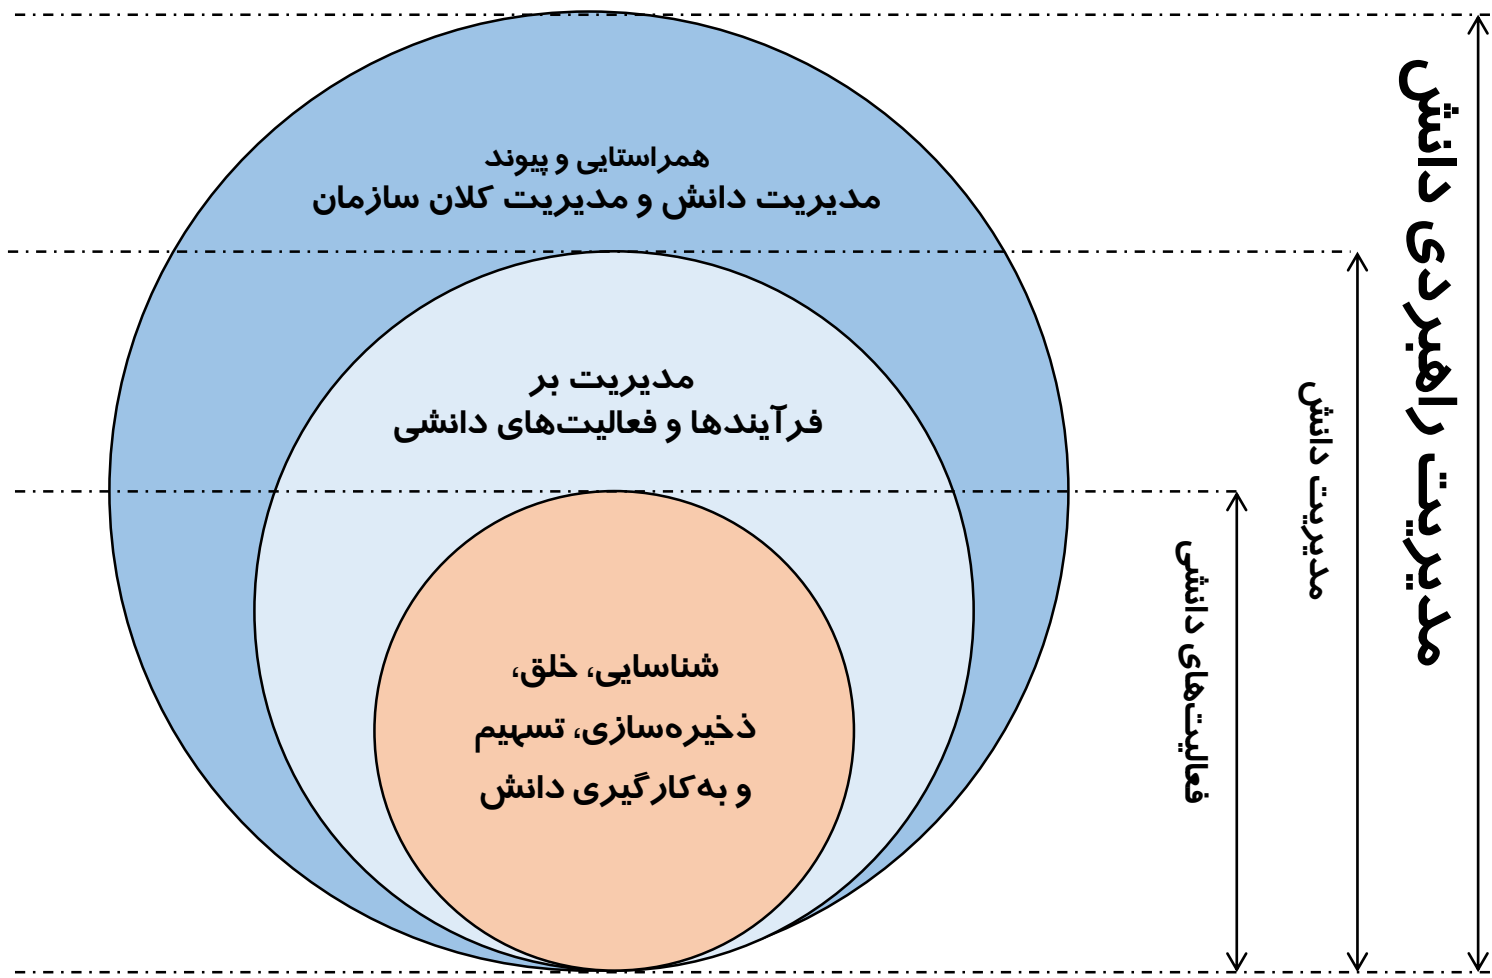 همراستایی و پیوند
مدیریت دانش و مدیریت کلان سازمان
مدیریت بر
فرآیندها و فعالیت‌های دانشی
شناسایی، خلق،
ذخیره‌سازی، تسهیم
و به‌کارگیری دانش
فعالیت‌های دانشی
مدیریت دانش
مدیریت راهبردی دانش